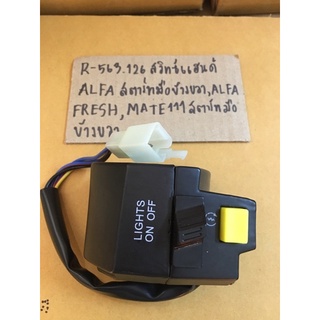 R-563.126 สวิทช์แฮนด์
ALFA สตาร์ทมือข้างขวา,ALFA
FRESH, MATE111 สตาร์ทมือ
ข้างขวา
LIGHTS
ON OFF